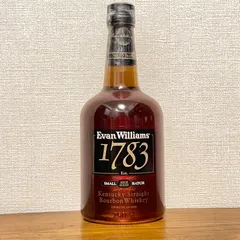 Evan Williams
1783
Est.
SMALL BATCH
Kentucky Straight
Bourbon Whiskey